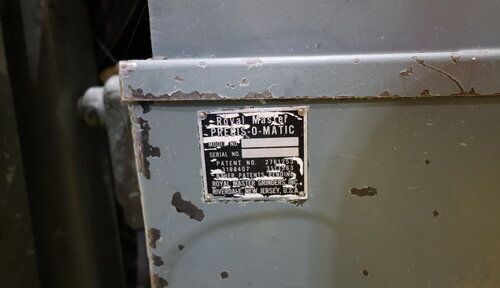 Royal Master
PRECIS-O-MATIC
MODEL NO.
SERIAL NO.
PATENT NO.
3188407
OTHER PATENTS PENDING
ROYAL MASTER GRINDERS
RIVERDALE, NEW JERSEY, U.S.